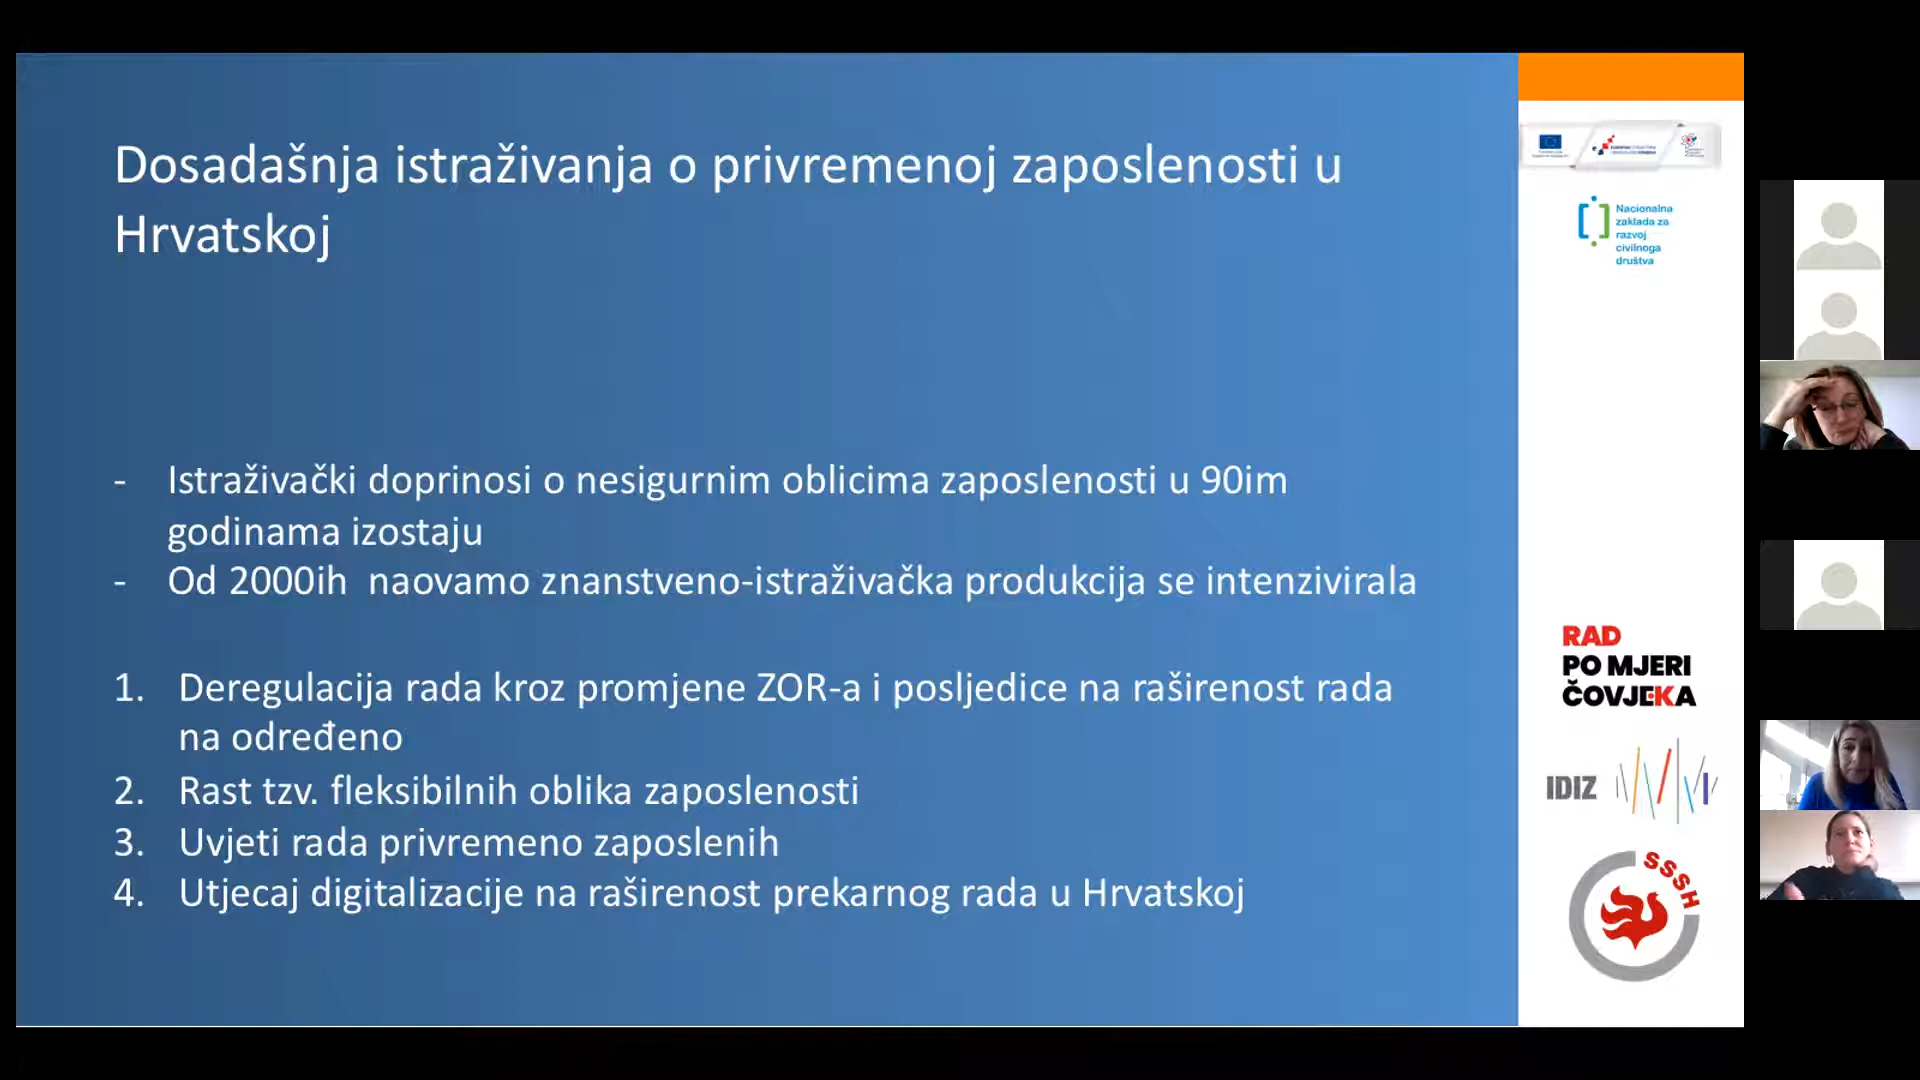 Dosadašnja istraživanja o privremenoj zaposlenosti u
Hrvatskoj
- Istraživački doprinosi o nesigurnim oblicima zaposlenosti u 90im
godinama izostaju
- Od 2000ih  naovamo znanstveno-istraživačka produkcija se intenzivirala
1. Deregulacija rada kroz promjene ZOR-a i posljedice na raširenost rada
na određeno
2. Rast tzv. fleksibilnih oblika zaposlenosti
3. Uvjeti rada privremeno zaposlenih
4. Utjecaj digitalizacije na raširenost prekarnog rada u Hrvatskoj
Nacionalna
zaklada za
razvoj
civilnoga
društva
RAD
PO MJERI
ČOVJEKA
IDIZ
SSSH